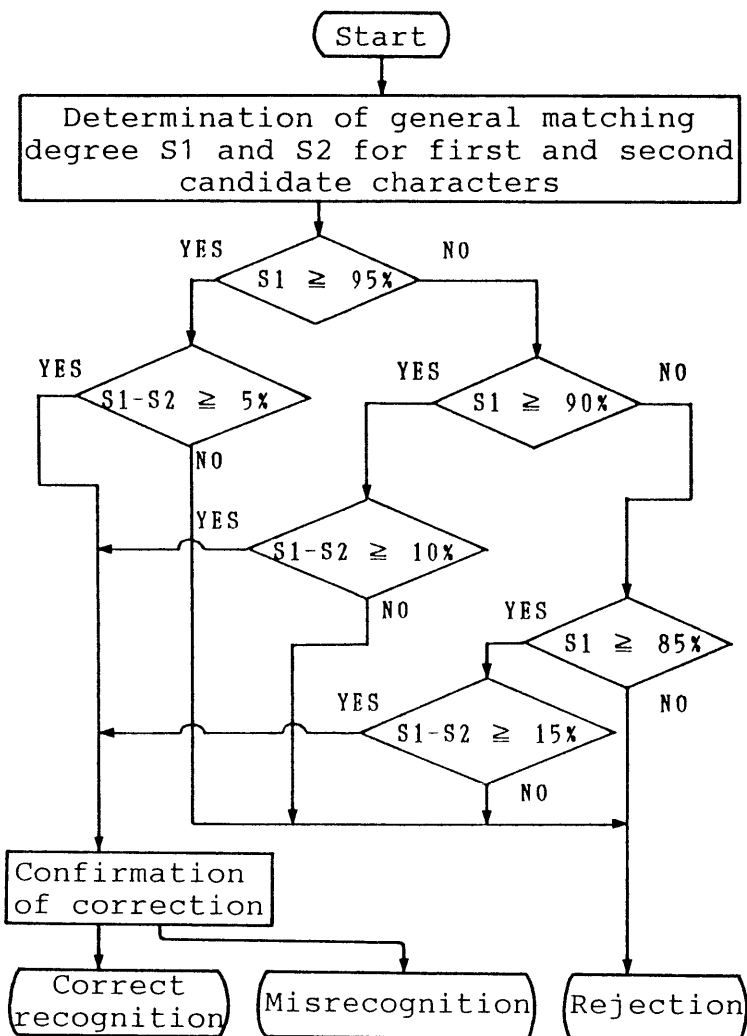 Start
Determination of general matching
degree S1 and S2 for first and second
candidate characters
YES
NO
S1 ≧ 95%
YES
S1-S2 ≧ 5%
YES
S1 ≧ 90%
NO
NO
YES
S1-S2 ≧ 10%
NO
YES
S1 ≧ 85%
YES
S1-S2 ≧ 15%
NO
NO
Confirmation
of correction
Correct
recognition
Misrecognition
Rejection